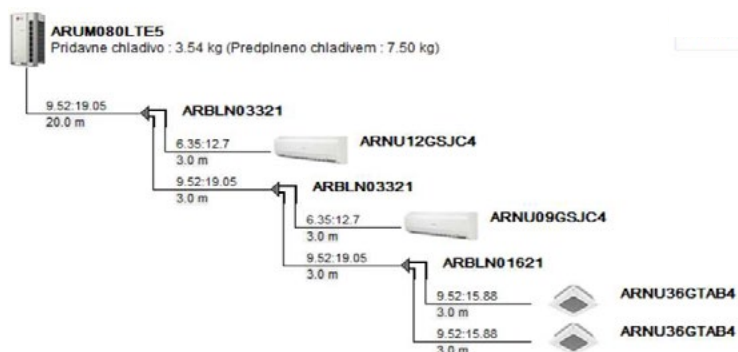 ARUM080LTE5
Pridavne chladivo : 3.54 kg (Predplneno chladivem : 7.50 kg)
9.52:19.05
20.0 m
ARBLN03321
6.35:12.7
3.0 m
ARNU12GSJC4
9.52:19.05
3.0 m
ARBLN03321
6.35:12.7
3.0 m
ARNU09GSJC4
9.52:19.05
3.0 m
ARBLN01621
9.52:15.88
3.0 m
ARNU36GTAB4
9.52:15.88
3.0 m
ARNU36GTAB4